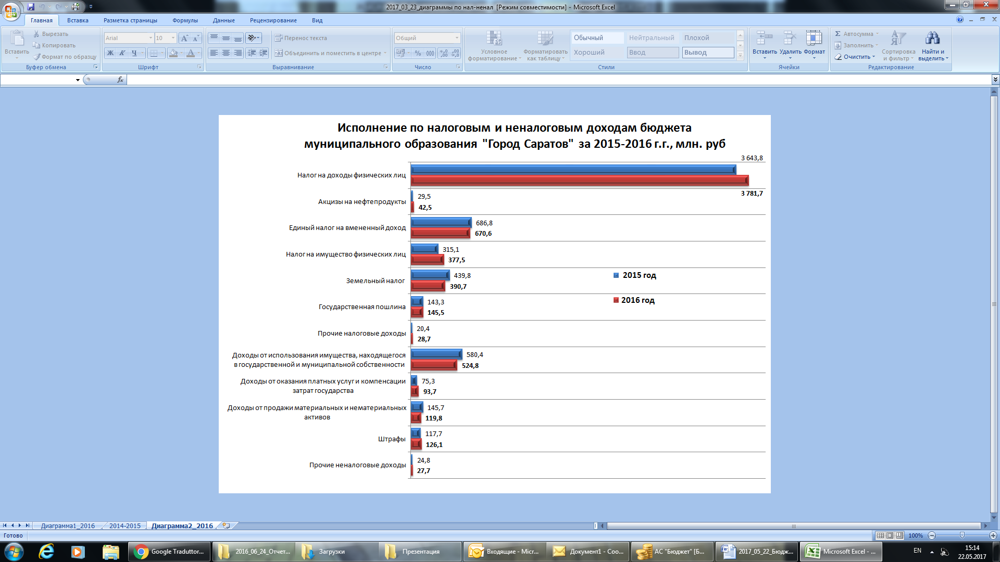 2017_03_23_диаграммы по нал-ненал  [Режим совместимости] - Microsoft Excel
Главная
Вставка
Разметка страницы
Формулы
Данные
Рецензирование
Вид
Вставить
Вырезать
Копировать
Формат по образцу
Буфер обмена
Arial
10
Ж К Ч
Шрифт
Перенос текста
Объединить и поместить в центре
Выравнивание
Общий
% 000
Число
Условное форматирование
Форматировать как таблицу
Обычный
Нейтральный
Плохой
Хороший
Ввод
Вывод
Стили
Вставить
Удалить
Формат
Ячейки
Σ Автосумма
Заполнить
Очистить
Сортировка и фильтр
Найти и выделить
Редактирование
fx
Исполнение по налоговым и неналоговым доходам бюджета
муниципального образования "Город Саратов" за 2015-2016 г.г., млн. руб
3 643,8
Налог на доходы физических лиц
3 781,7
Акцизы на нефтепродукты
29,5
42,5
Единый налог на вмененный доход
686,8
670,6
Налог на имущество физических лиц
315,1
377,5
Земельный налог
439,8
390,7
2015 год
2016 год
Государственная пошлина
143,3
145,5
Прочие налоговые доходы
20,4
28,7
Доходы от использования имущества, находящегося
в государственной и муниципальной собственности
580,4
524,8
Доходы от оказания платных услуг и компенсации
затрат государства
75,3
93,7
Доходы от продажи материальных и нематериальных
активов
145,7
119,8
Штрафы
117,7
126,1
Прочие неналоговые доходы
24,8
27,7
Диаграмма1_2016
2014-2015
Диаграмма2_2016
Готово
100%
Google Traduttor...
2016_06_24_Отчет...
Загрузки
Презентация
Входящие - Micr...
Документ1 - Соо...
АС "Бюджет" [Б...
2017_05_22_Бюдж...
Microsoft Excel - ...
EN
15:14
22.05.2017